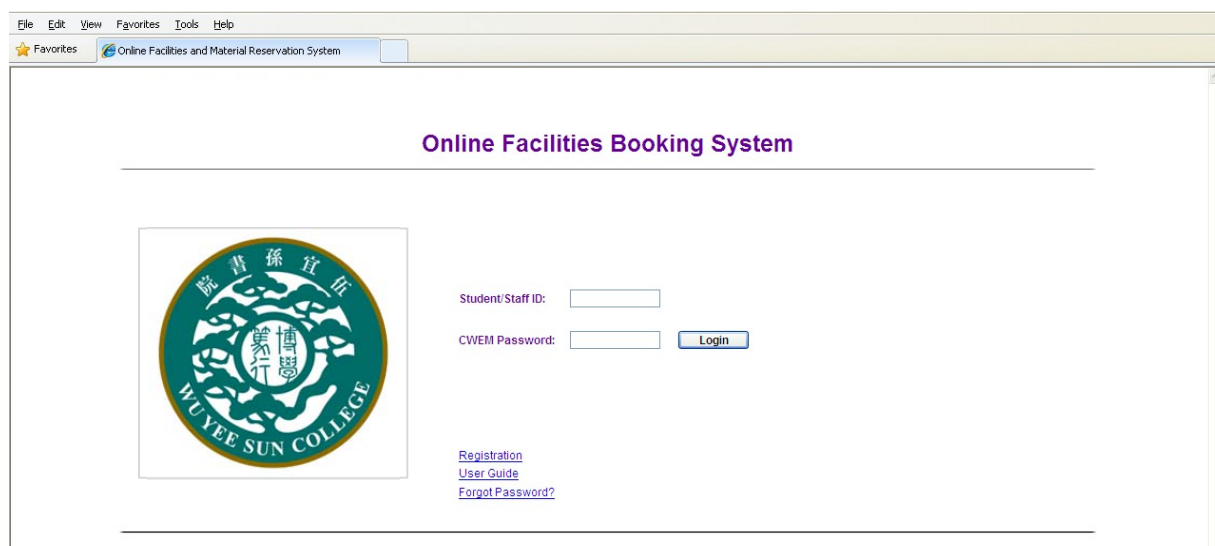 File Edit View Favorites Tools Help
Favorites Online Facilities and Material Reservation System
Online Facilities Booking System
伍宜孫書院
博學
篤行
WU YEE SUN COLLEGE
Student/Staff ID:
CWEM Password: Login
Registration
User Guide
Forgot Password?